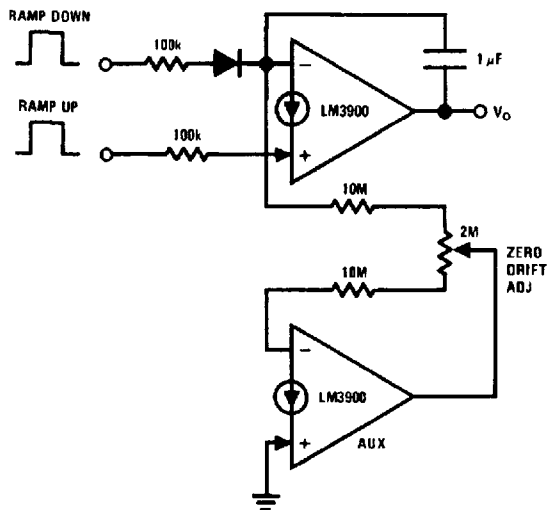 RAMP DOWN
100k
RAMP UP
100k
−
LM3900
+
1 μF
VO
10M
2M
ZERO
DRIFT
ADJ
10M
−
LM3900
+
AUX